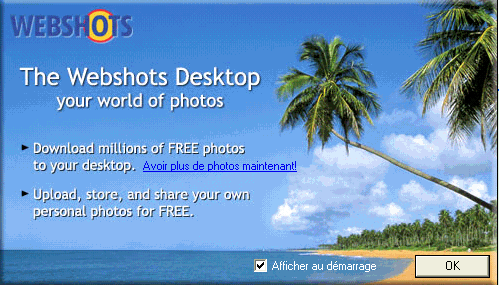 WEBSHOTS
The Webshots Desktop
your world of photos
Download millions of FREE photos
to your desktop. Avoir plus de photos maintenant!
Upload, store, and share your own
personal photos for FREE.
Afficher au démarrage
OK